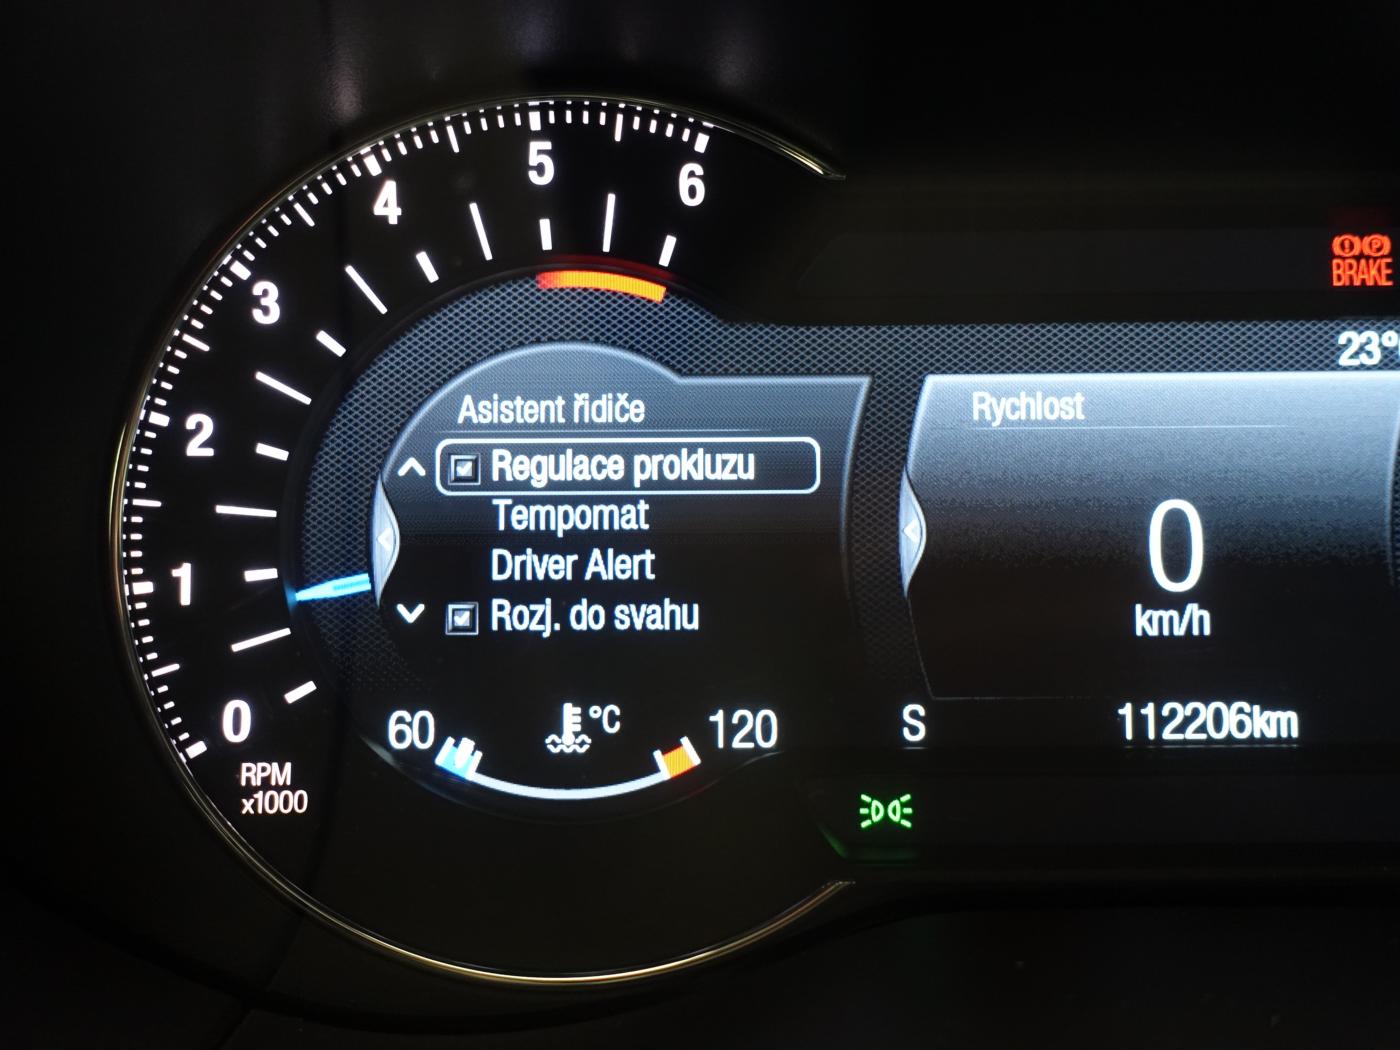 6
5
4
3
2
1
0
RPM
x1000
BRAKE
23°
Asistent řidiče
Regulace prokluzu
Tempomat
Driver Alert
Rozj. do svahu
60
°C
120
Rychlost
0
km/h
S
112206km